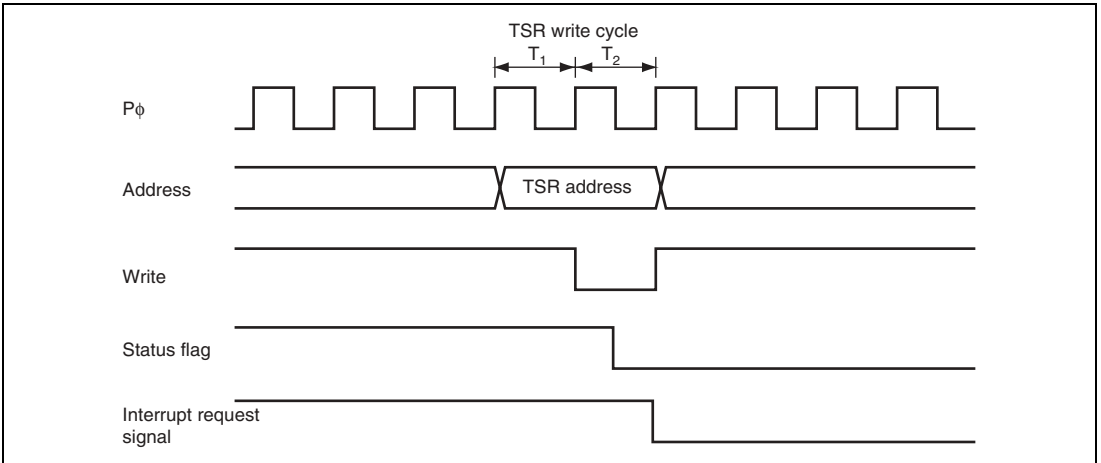 TSR write cycle
T1 T2
Pϕ
Address
TSR address
Write
Status flag
Interrupt request
signal